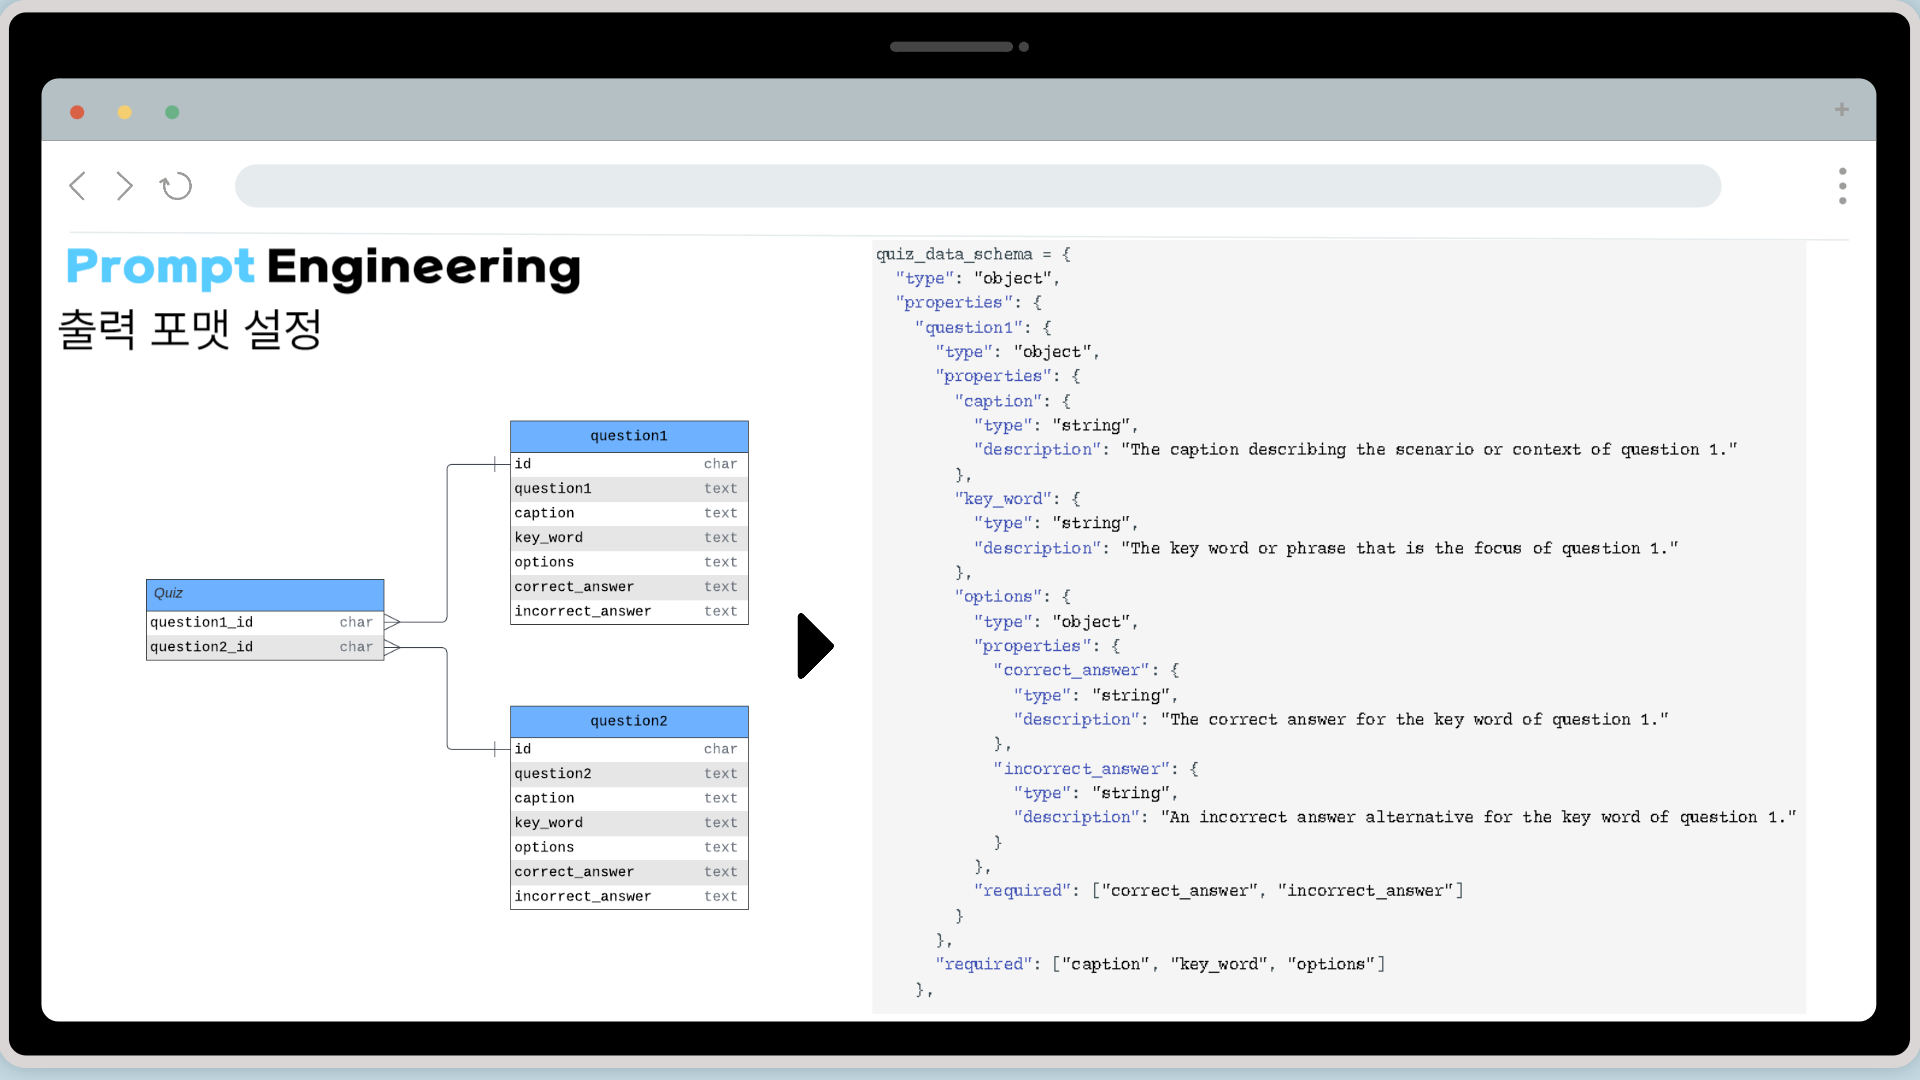 Prompt Engineering
출력 포맷 설정
Quiz
question1_id char
question2_id char
question1
id char
question1 text
caption text
key_word text
options text
correct_answer text
incorrect_answer text
question2
id char
question2 text
caption text
key_word text
options text
correct_answer text
incorrect_answer text
quiz_data_schema = {
"type": "object",
"properties": {
"question1": {
"type": "object",
"properties": {
"caption": {
"type": "string",
"description": "The caption describing the scenario or context of question 1."
},
"key_word": {
"type": "string",
"description": "The key word or phrase that is the focus of question 1."
},
"options": {
"type": "object",
"properties": {
"correct_answer": {
"type": "string",
"description": "The correct answer for the key word of question 1."
},
"incorrect_answer": {
"type": "string",
"description": "An incorrect answer alternative for the key word of question 1."
}
},
"required": ["correct_answer", "incorrect_answer"]
}
},
"required": ["caption", "key_word", "options"]
},